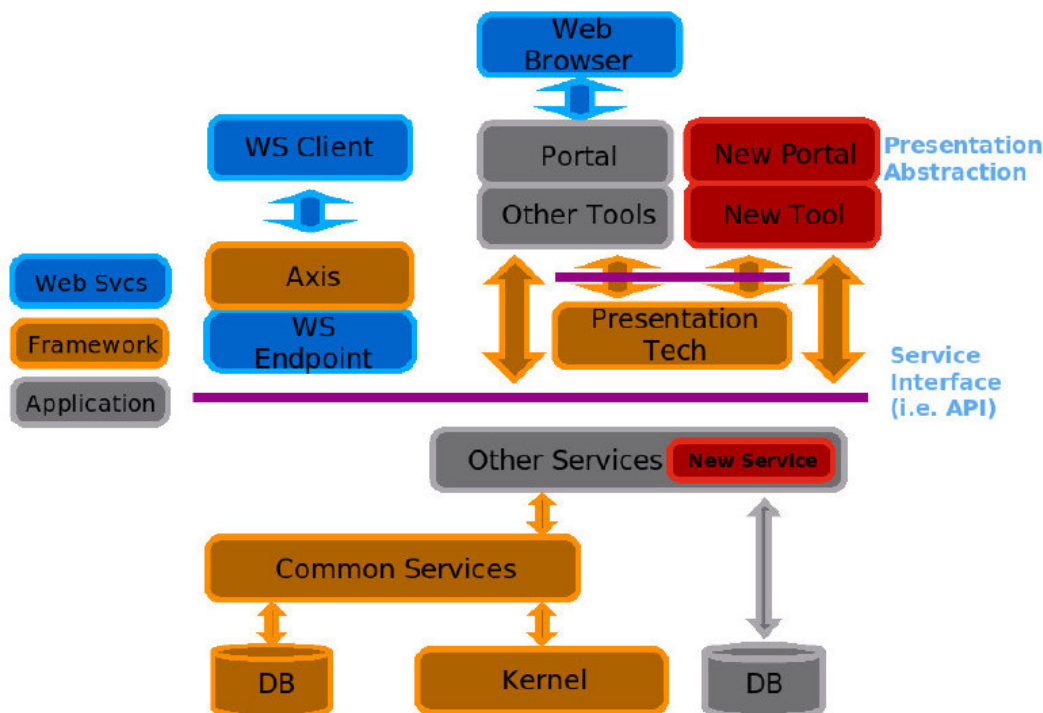 Web
Browser
WS Client
Portal
New Portal
Presentation
Abstraction
Other Tools
New Tool
Axis
Web Svcs
WS
Endpoint
Presentation
Tech
Framework
Application
Service
Interface
(i.e. API)
Other Services
New Service
Common Services
DB
Kernel
DB